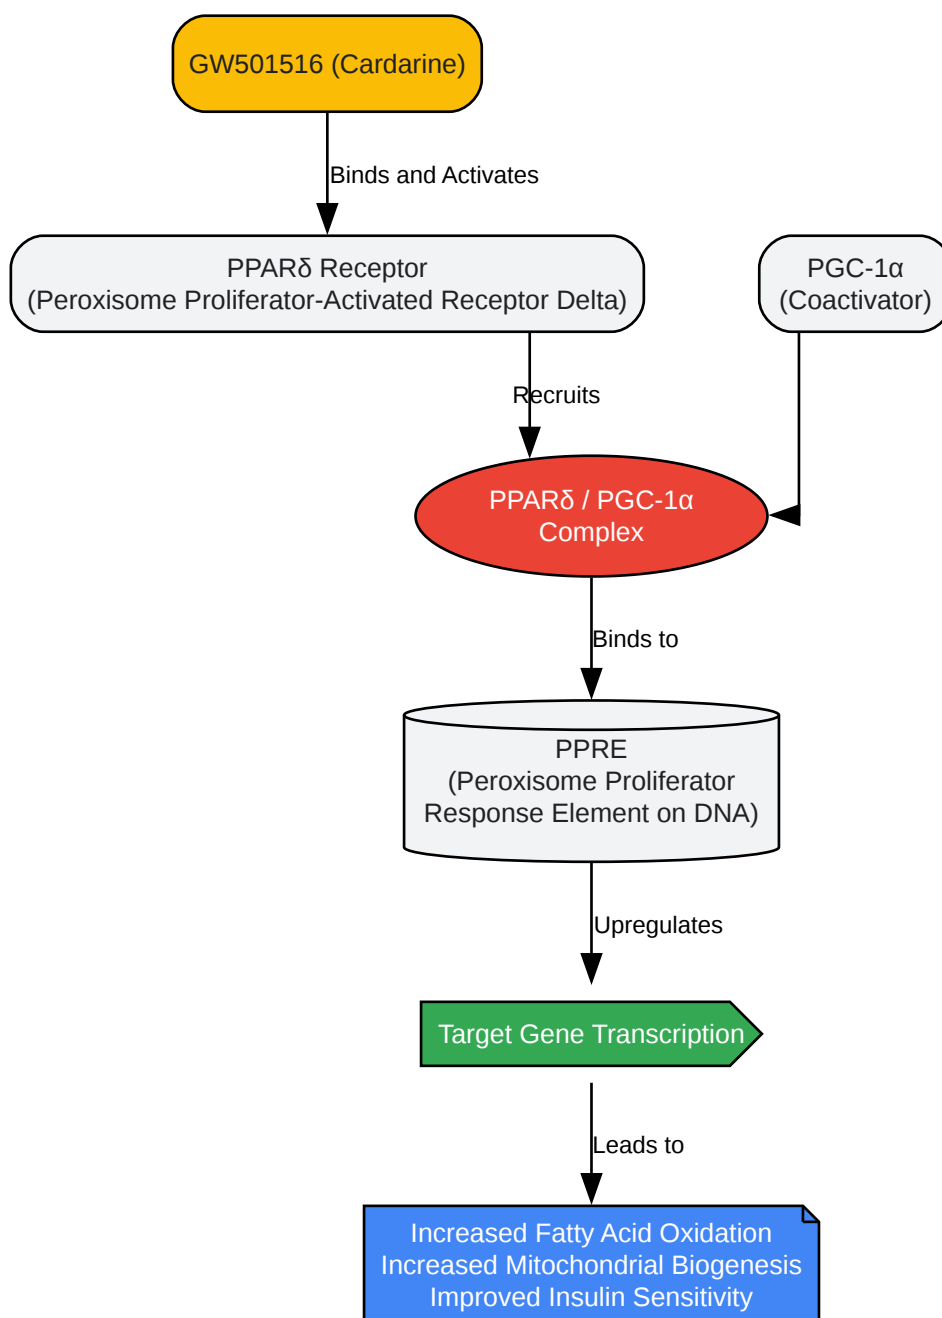 GW501516 (Cardarine)
Binds and Activates
PPARδ Receptor
(Peroxisome Proliferator-Activated Receptor Delta)
PGC-1α
(Coactivator)
Recruits
PPARδ / PGC-1α
Complex
Binds to
PPRE
(Peroxisome Proliferator
Response Element on DNA)
Upregulates
Target Gene Transcription
Leads to
Increased Fatty Acid Oxidation
Increased Mitochondrial Biogenesis
Improved Insulin Sensitivity